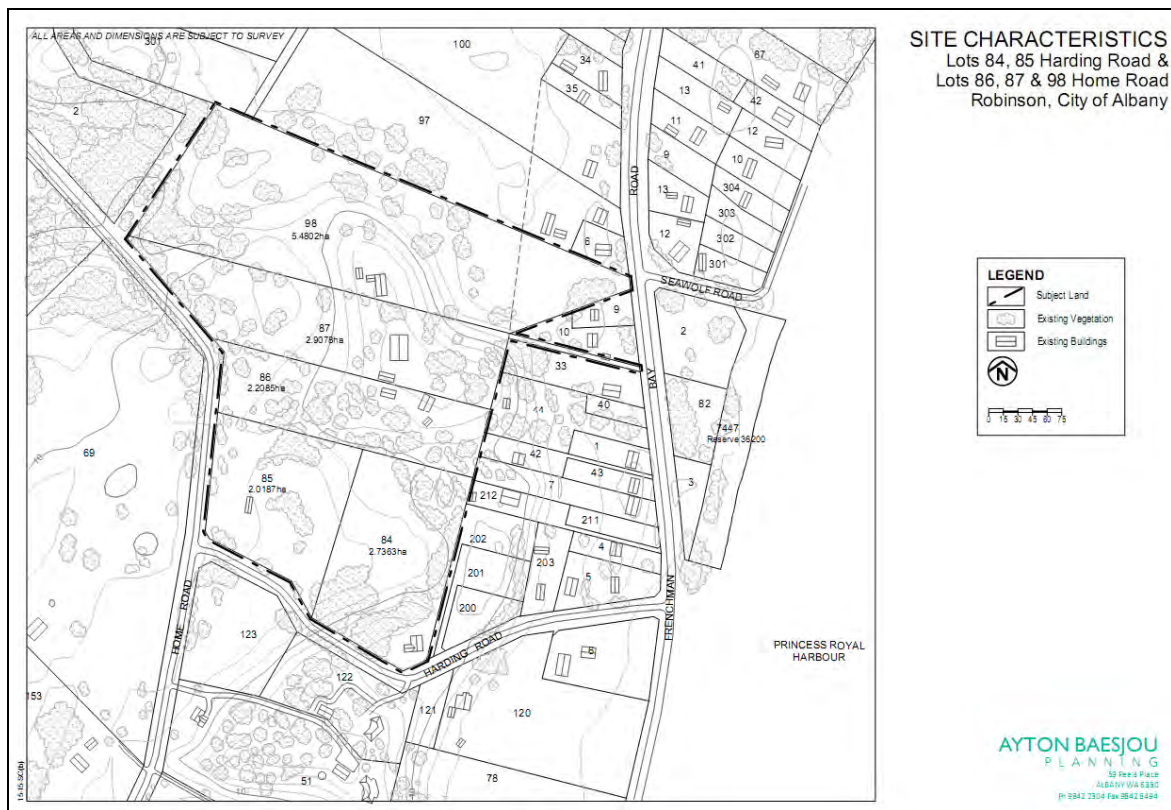 ALL AREAS AND DIMENSIONS ARE SUBJECT TO SURVEY
SITE CHARACTERISTICS
Lots 84, 85 Harding Road &
Lots 86, 87 & 98 Home Road
Robinson, City of Albany
301
100
2
97
34
35
67
41
13
42
11
12
9
10
13
304
303
12
302
301
ROAD
6
SEAWOLF ROAD
98
5.4802ha
9
10
2
LEGEND
Subject Land
Existing Vegetation
Existing Buildings
N
0 15 30 45 60 75
87
2.9078ha
33
BAY
86
2.2085ha
40
44
82
7447
Reserve 36200
69
1
42
43
3
85
2.0187ha
7
212
211
84
2.7363ha
202
203
4
201
5
200
HOME ROAD
123
HARDING ROAD
FRENCHMAN
8
PRINCESS ROYAL
HARBOUR
122
153
121
120
51
78
AYTON BAESJOU
PLANNING
ALBANY WA 6330